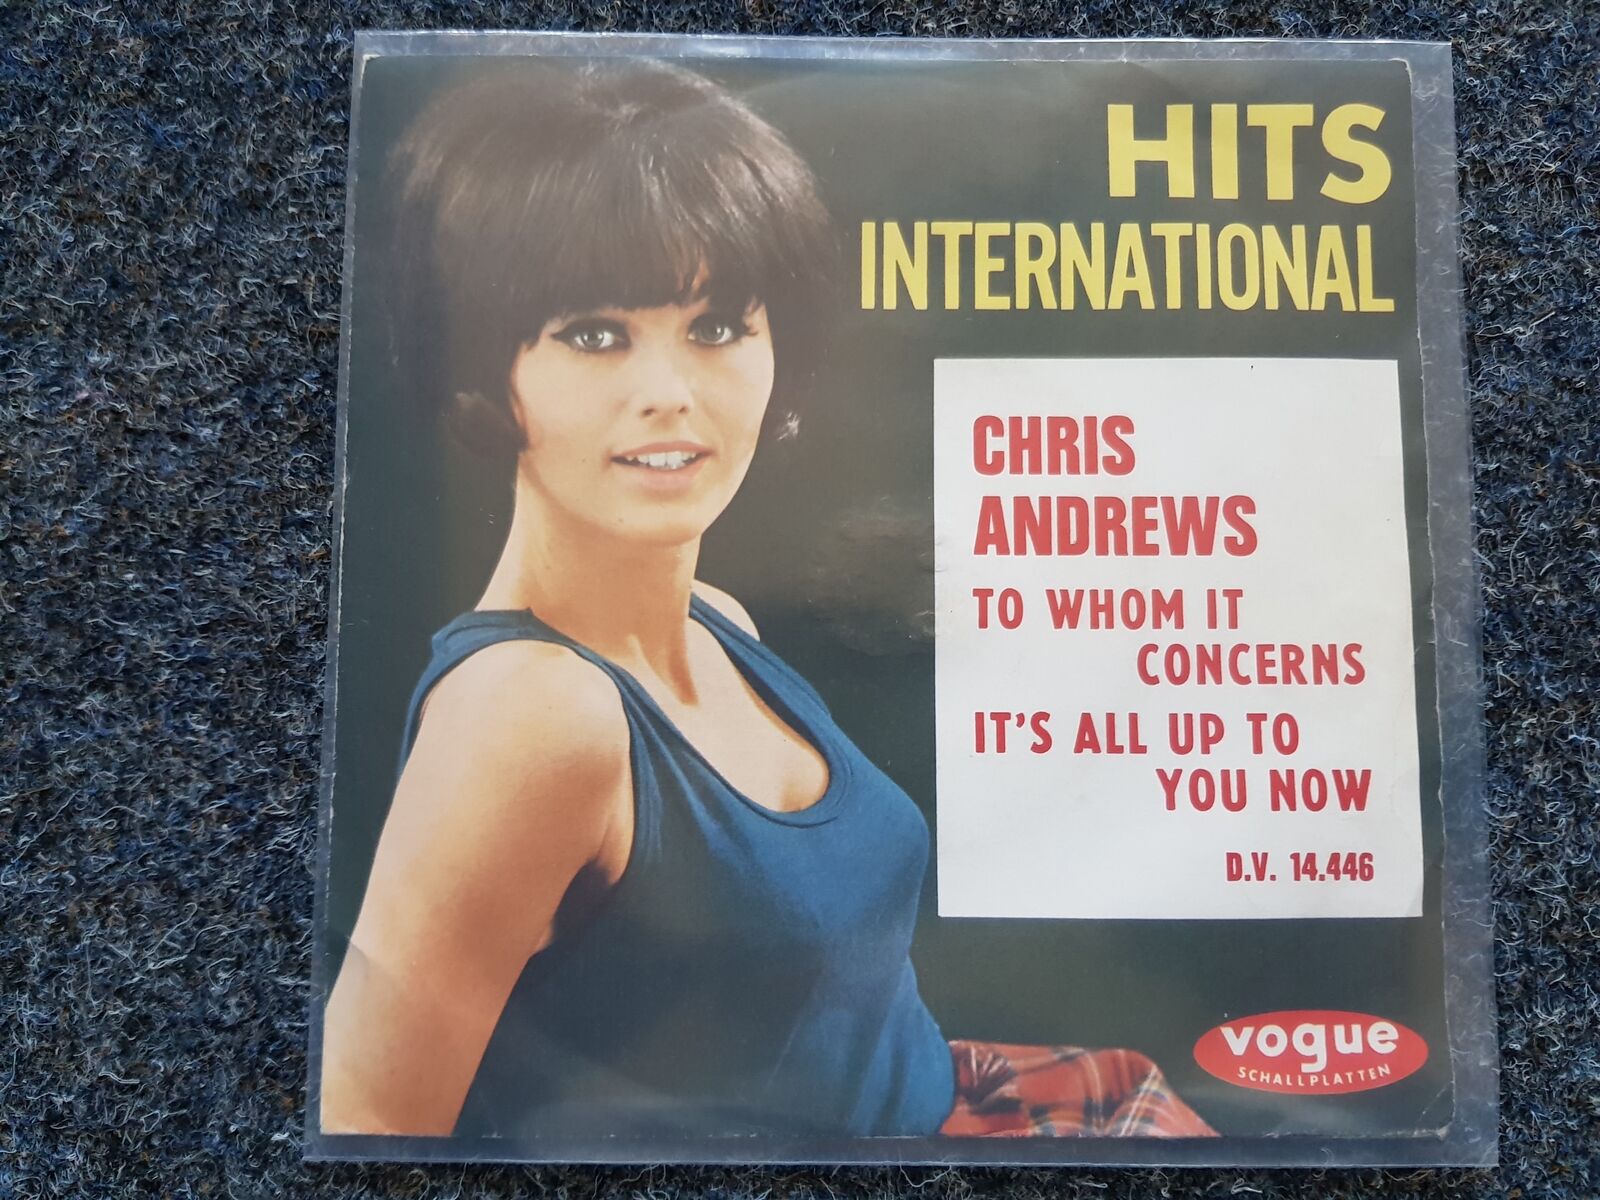 HITS
INTERNATIONAL
CHRIS
ANDREWS
TO WHOM IT
CONCERNS
IT'S ALL UP TO
YOU NOW
D.V. 14.446
vogue
SCHALLPLATTEN